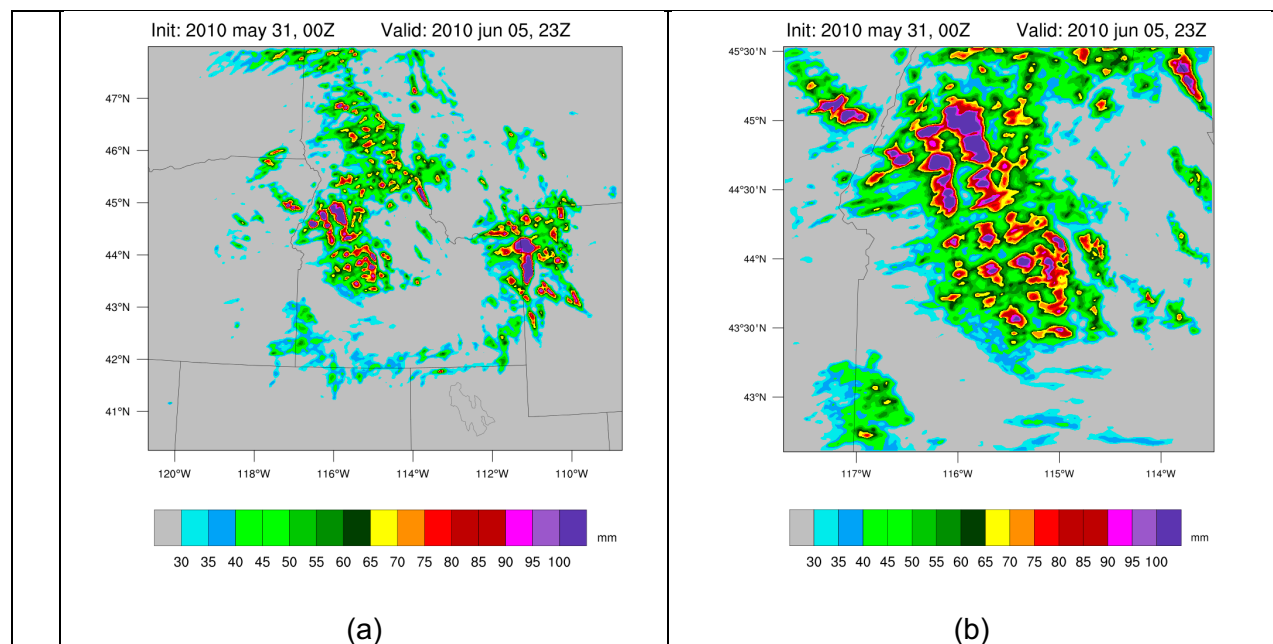 Init: 2010 may 31, 00Z Valid: 2010 jun 05, 23Z
47°N
46°N
45°N
44°N
43°N
42°N
41°N
120°W 118°W 116°W 114°W 112°W 110°W
30 35 40 45 50 55 60 65 70 75 80 85 90 95 100 mm
(a)
Init: 2010 may 31, 00Z Valid: 2010 jun 05, 23Z
45°30'N
45°N
44°30'N
44°N
43°30'N
43°N
117°W 116°W 115°W 114°W
30 35 40 45 50 55 60 65 70 75 80 85 90 95 100 mm
(b)